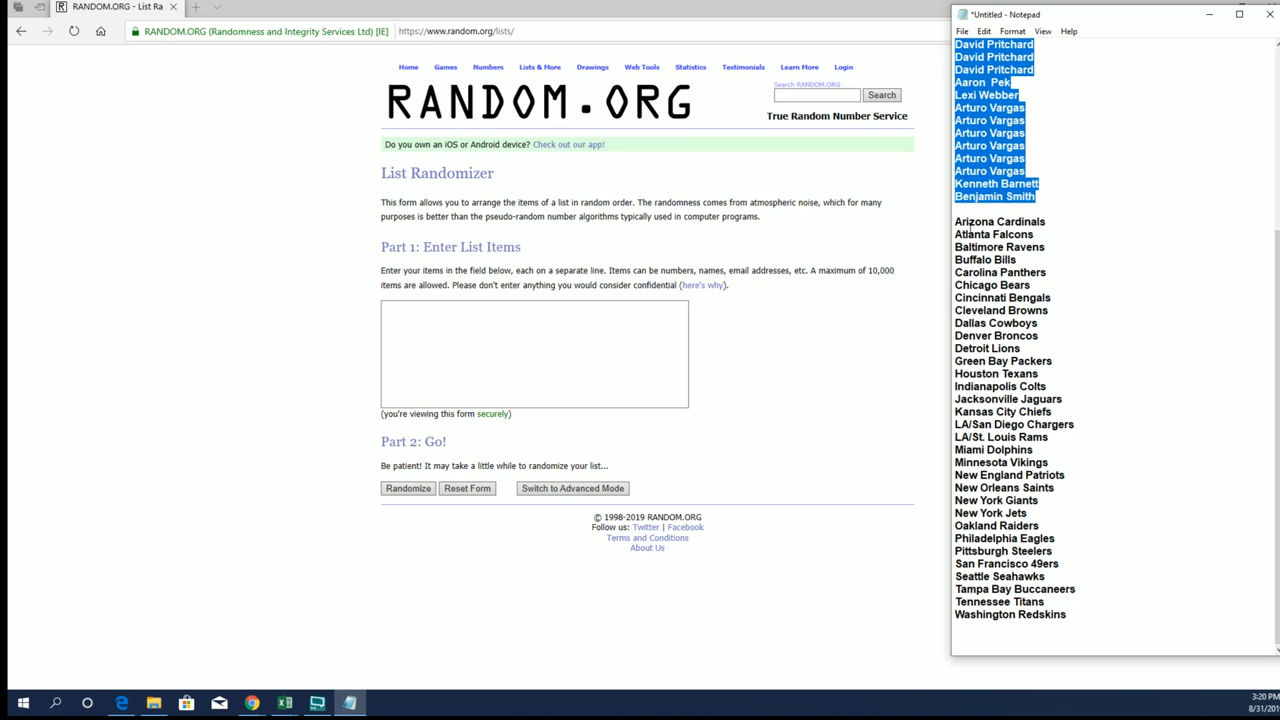 RANDOM.ORG - List Ra
RANDOM.ORG (Randomness and Integrity Services Ltd) [IE]
https://www.random.org/lists/
Home
Games
Numbers
Lists & More
Drawings
Web Tools
Statistics
Testimonials
Learn More
Login
RANDOM.ORG
Search RANDOM.ORG
Search
True Random Number Service
Do you own an iOS or Android device? Check out our app!
List Randomizer
This form allows you to arrange the items of a list in random order. The randomness comes from atmospheric noise, which for many
purposes is better than the pseudo-random number algorithms typically used in computer programs.
Part 1: Enter List Items
Enter your items in the field below, each on a separate line. Items can be numbers, names, email addresses, etc. A maximum of 10,000
items are allowed. Please don't enter anything you would consider confidential (here's why).
(you're viewing this form securely)
Part 2: Go!
Be patient! It may take a little while to randomize your list...
Randomize
Reset Form
Switch to Advanced Mode
© 1998-2019 RANDOM.ORG
Follow us: Twitter | Facebook
Terms and Conditions
About Us
*Untitled - Notepad
File Edit Format View Help
David Pritchard
David Pritchard
David Pritchard
Aaron  Pek
Lexi Webber
Arturo Vargas
Arturo Vargas
Arturo Vargas
Arturo Vargas
Arturo Vargas
Arturo Vargas
Kenneth Barnett
Benjamin Smith
Arizona Cardinals
Atlanta Falcons
Baltimore Ravens
Buffalo Bills
Carolina Panthers
Chicago Bears
Cincinnati Bengals
Cleveland Browns
Dallas Cowboys
Denver Broncos
Detroit Lions
Green Bay Packers
Houston Texans
Indianapolis Colts
Jacksonville Jaguars
Kansas City Chiefs
LA/San Diego Chargers
LA/St. Louis Rams
Miami Dolphins
Minnesota Vikings
New England Patriots
New Orleans Saints
New York Giants
New York Jets
Oakland Raiders
Philadelphia Eagles
Pittsburgh Steelers
San Francisco 49ers
Seattle Seahawks
Tampa Bay Buccaneers
Tennessee Titans
Washington Redskins
3:20 PM
8/31/201